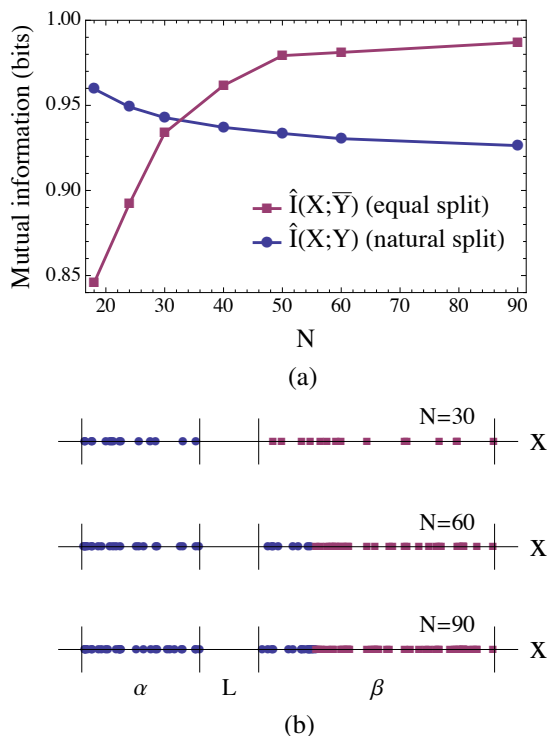 1.00
0.95
0.90
0.85
Mutual information (bits)
Î(X;Y̅) (equal split)
Î(X;Y) (natural split)
20 30 40 50 60 70 80 90
N
(a)
N=30
X
N=60
X
N=90
X
α L β
(b)